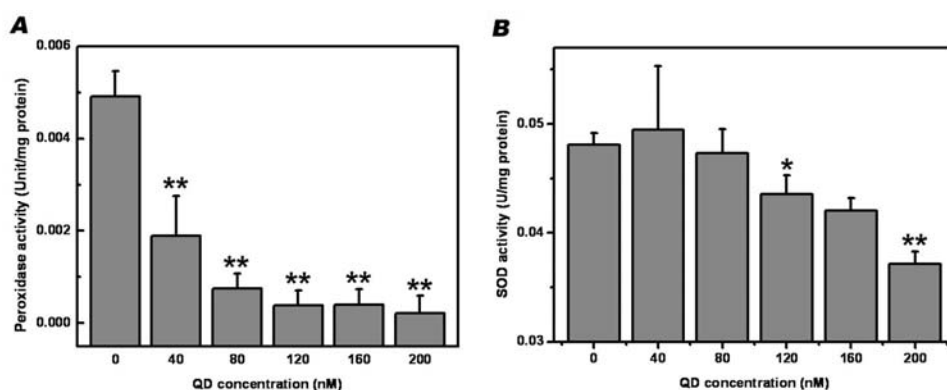 A
Peroxidase activity (Unit/mg protein)
0.006
0.004
0.002
0.000
**
**
**
**
**
0 40 80 120 160 200
QD concentration (nM)
B
SOD activity (U/mg protein)
0.05
0.04
0.03
*
**
0 40 80 120 160 200
QD concentration (nM)